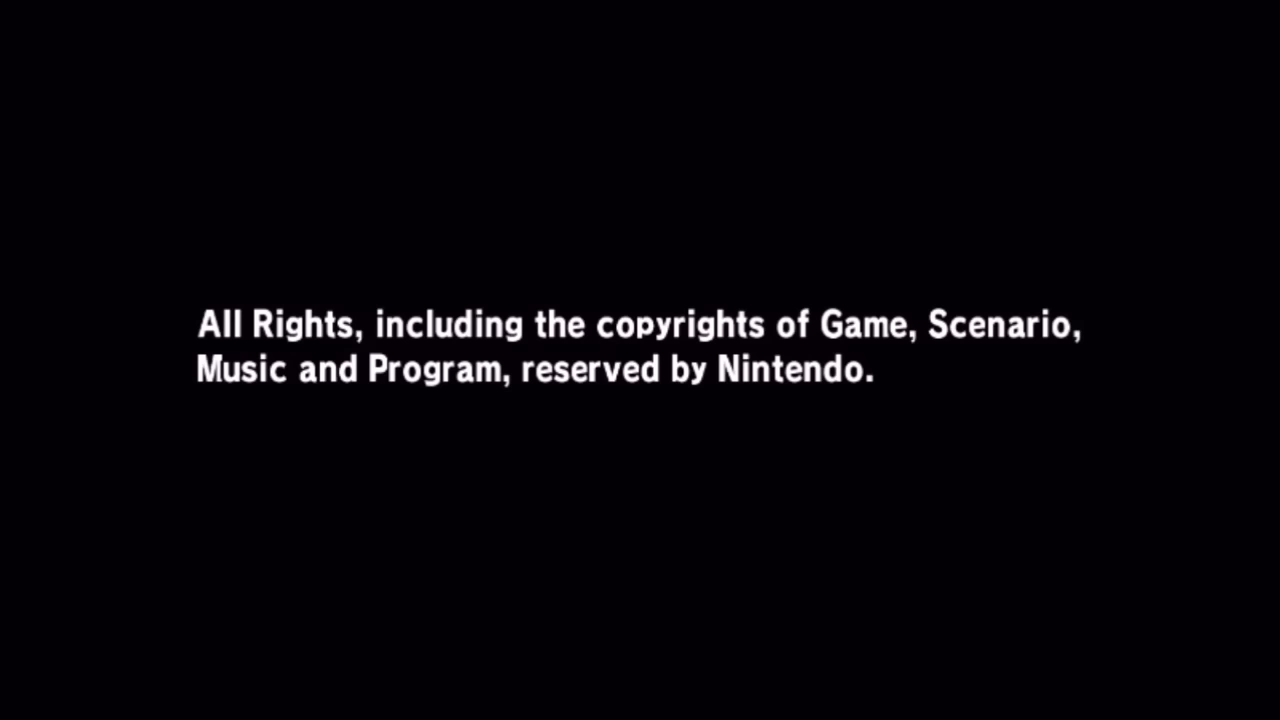 All Rights, including the copyrights of Game, Scenario,
Music and Program, reserved by Nintendo.